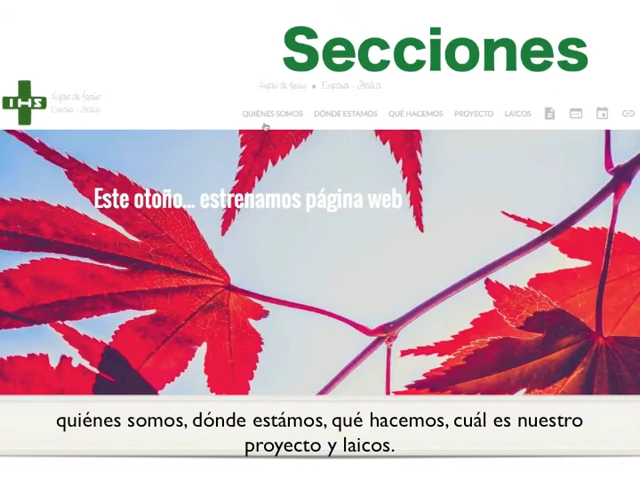 Secciones
IHS
Hijas de Jesús
España - Italia
Hijas de Jesús • España - Italia
QUIÉNES SOMOS DÓNDE ESTAMOS QUÉ HACEMOS PROYECTO LAICOS
Este otoño... estrenamos página web
quiénes somos, dónde estámos, qué hacemos, cuál es nuestro
proyecto y laicos.